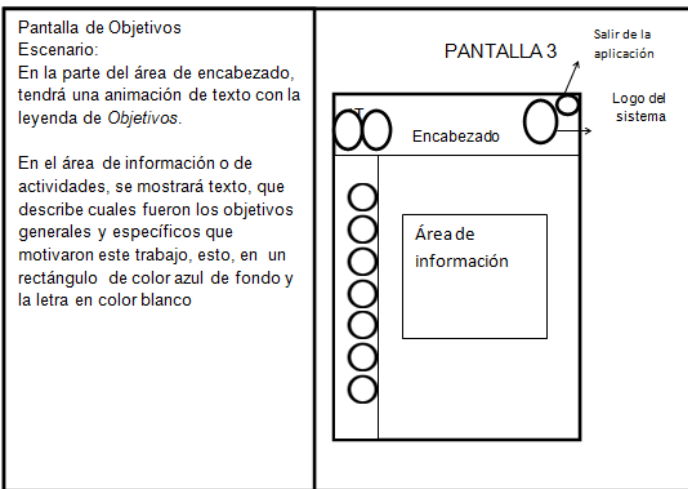 Pantalla de Objetivos
Escenario:
En la parte del área de encabezado,
tendrá una animación de texto con la
leyenda de Objetivos.
En el área de información o de
actividades, se mostrará texto, que
describe cuales fueron los objetivos
generales y específicos que
motivaron este trabajo, esto, en un
rectángulo de color azul de fondo y
la letra en color blanco
PANTALLA 3
Salir de la
aplicación
Logo del
sistema
Encabezado
Área de
información